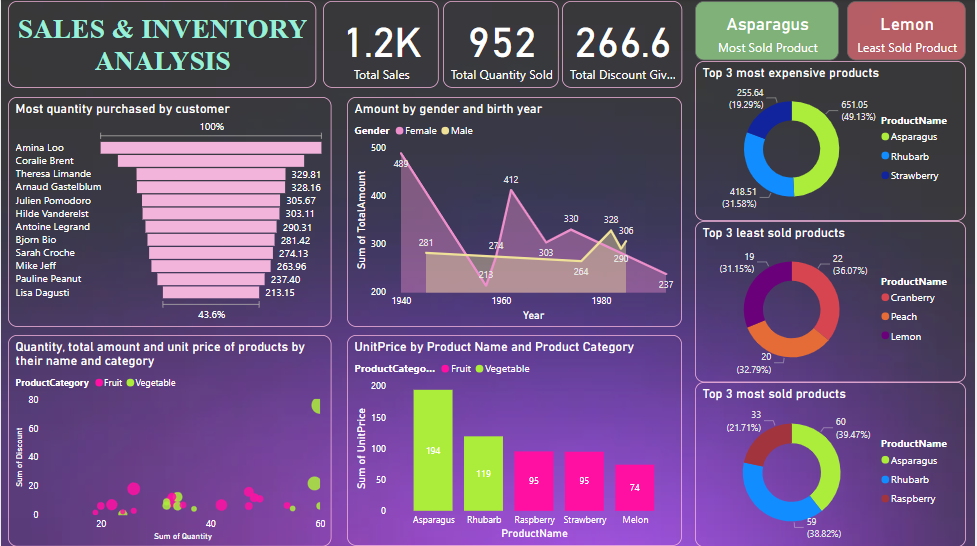 SALES & INVENTORY
ANALYSIS
1.2K
Total Sales
952
Total Quantity Sold
266.6
Total Discount Giv...
Asparagus
Most Sold Product
Lemon
Least Sold Product
Most quantity purchased by customer
100%
Amina Loo
Coralie Brent
Theresa Limande 329.81
Arnaud Gastelblum 328.16
Julien Pomodoro 305.67
Hilde Vanderelst 303.11
Antoine Legrand 290.31
Bjorn Bio 281.42
Sarah Croche 274.13
Mike Jeff 263.96
Pauline Peanut 237.40
Lisa Dagusti 213.15
43.6%
Amount by gender and birth year
Gender Female Male
Sum of TotalAmount
500
400
300
200
489
281
213
274
412
303
330
264
328
290
306
237
1940 1960 1980
Year
Top 3 most expensive products
255.64
(19.29%)
651.05
(49.13%)
418.51
(31.58%)
ProductName
Asparagus
Rhubarb
Strawberry
Top 3 least sold products
19
(31.15%)
22
(36.07%)
20
(32.79%)
ProductName
Cranberry
Peach
Lemon
Quantity, total amount and unit price of products by
their name and category
ProductCategory Fruit Vegetable
Sum of Discount
80
60
40
20
0
20 40 60
Sum of Quantity
UnitPrice by Product Name and Product Category
ProductCatego... Fruit Vegetable
Sum of UnitPrice
200
150
100
50
0
194
119
95
95
74
Asparagus Rhubarb Raspberry Strawberry Melon
ProductName
Top 3 most sold products
33
(21.71%)
60
(39.47%)
59
(38.82%)
ProductName
Asparagus
Rhubarb
Raspberry